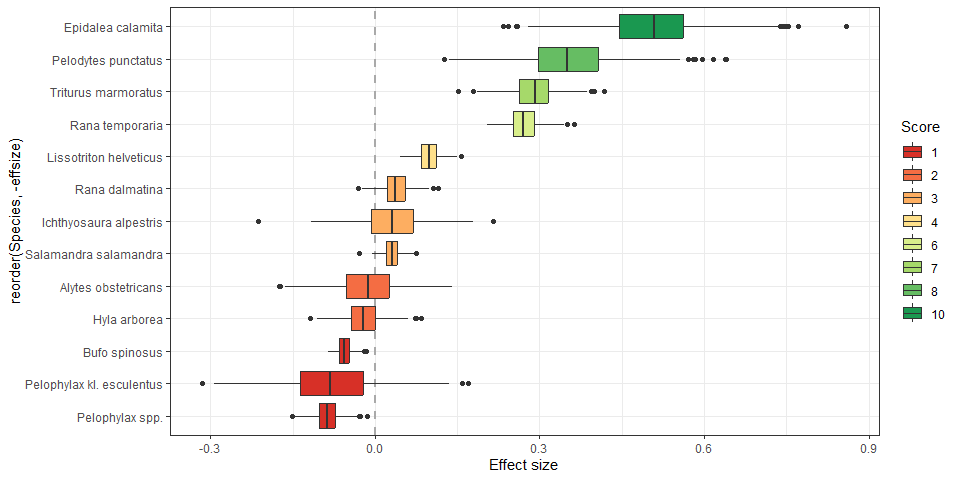 reorder(Species, -effsize)
Epidalea calamita
Pelodytes punctatus
Triturus marmoratus
Rana temporaria
Lissotriton helveticus
Rana dalmatina
Ichthyosaura alpestris
Salamandra salamandra
Alytes obstetricans
Hyla arborea
Bufo spinosus
Pelophylax kl. esculentus
Pelophylax spp.
-0.3 0.0 0.3 0.6 0.9
Effect size
Score
1
2
3
4
6
7
8
10